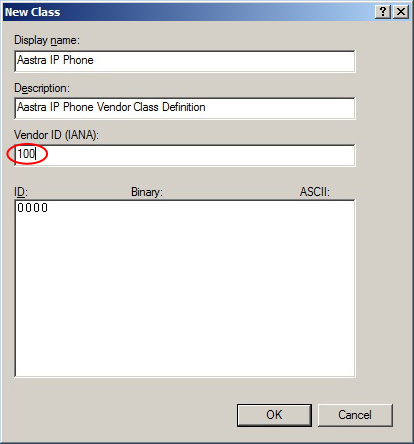 New Class
Display name:
Aastra IP Phone
Description:
Aastra IP Phone Vendor Class Definition
Vendor ID (IANA):
100
ID: Binary: ASCII:
0000
OK Cancel